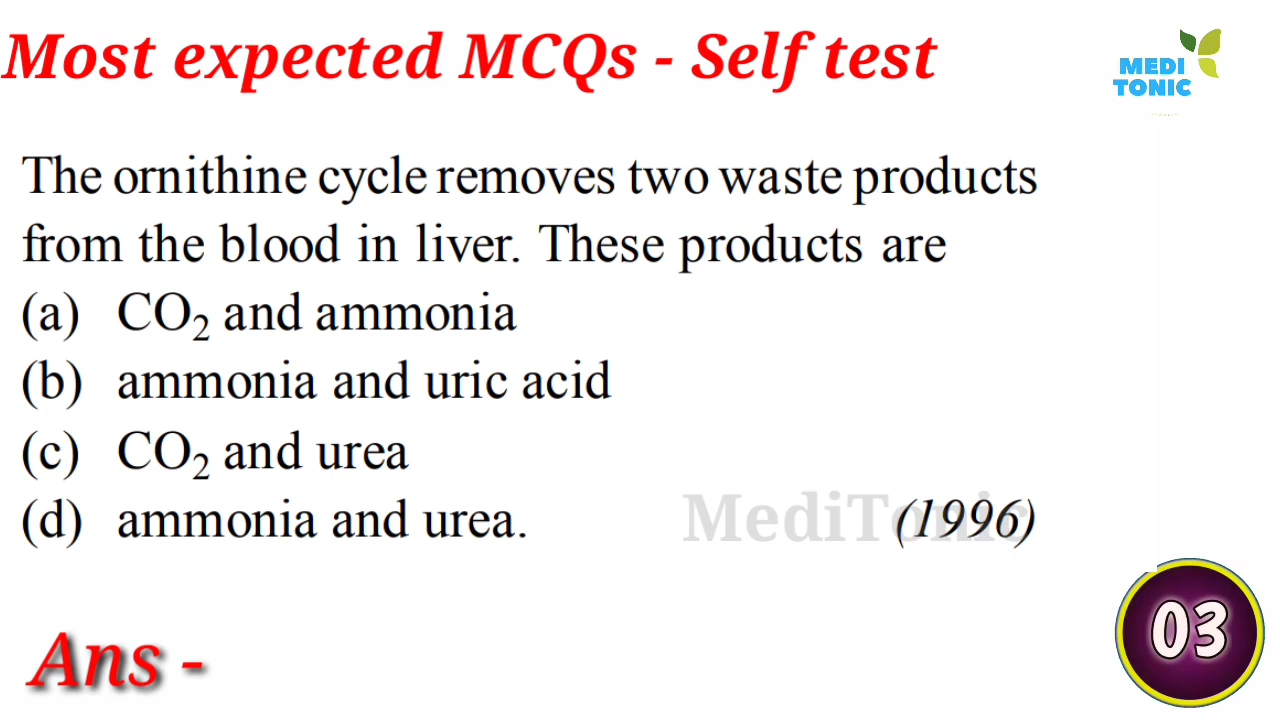 Most expected MCQs - Self test
MEDI
TONIC
The ornithine cycle removes two waste products
from the blood in liver. These products are
(a) CO₂ and ammonia
(b) ammonia and uric acid
(c) CO₂ and urea
(d) ammonia and urea. (1996)
MediTonic
03
Ans -